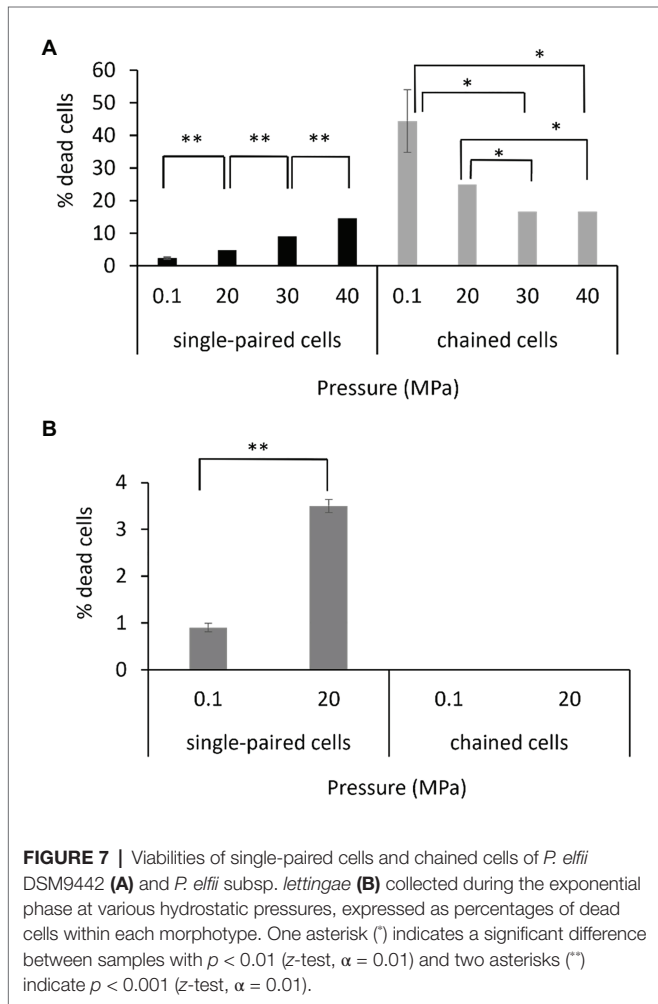 A
60
50
40
30
20
10
0
% dead cells
** ** **
*
*
*
*
0.1 20 30 40 0.1 20 30 40
single-paired cells chained cells
Pressure (MPa)
B
4
3
2
1
0
% dead cells
**
0.1 20 0.1 20
single-paired cells chained cells
Pressure (MPa)
FIGURE 7 | Viabilities of single-paired cells and chained cells of P. elfii
DSM9442 (A) and P. elfii subsp. lettingae (B) collected during the exponential
phase at various hydrostatic pressures, expressed as percentages of dead
cells within each morphotype. One asterisk (*) indicates a significant difference
between samples with p < 0.01 (z-test, α = 0.01) and two asterisks (**)
indicate p < 0.001 (z-test, α = 0.01).